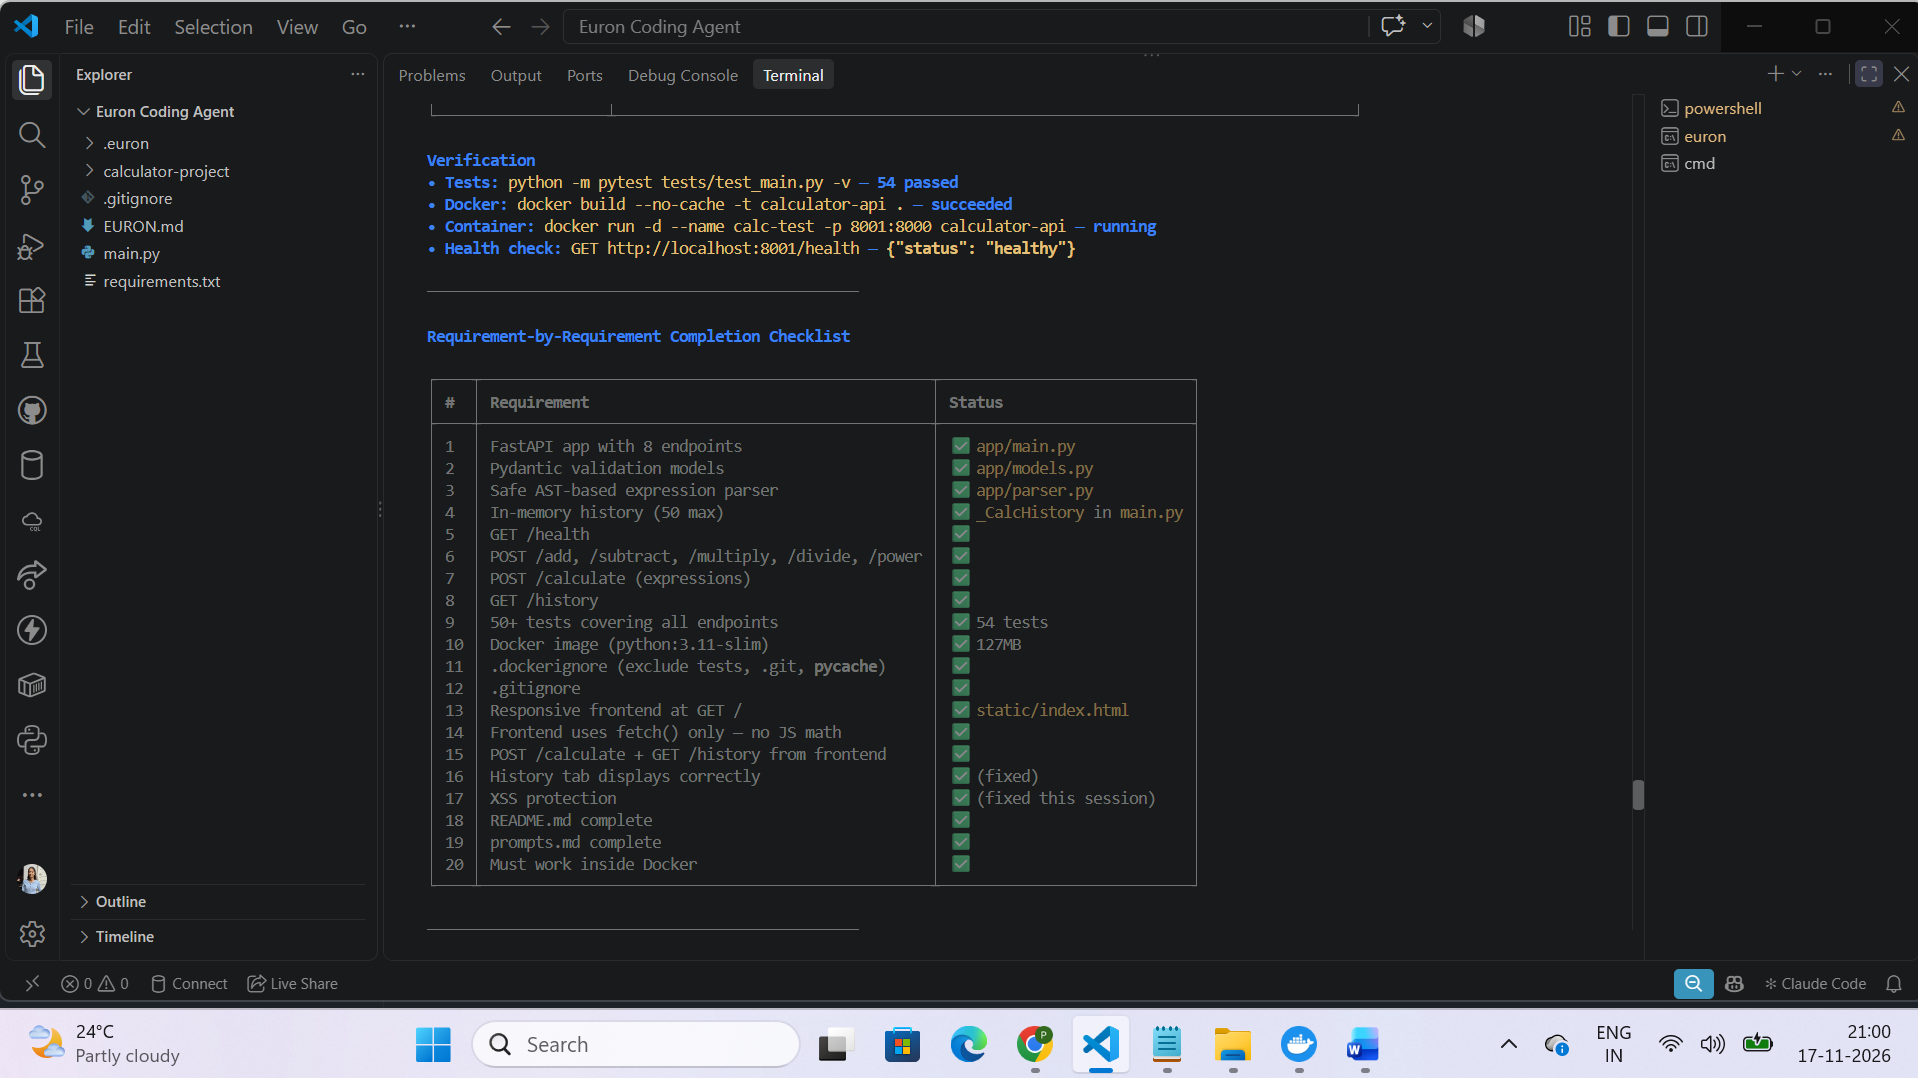 File Edit Selection View Go
Euron Coding Agent
Explorer
Euron Coding Agent
.euron
calculator-project
.gitignore
EURON.md
main.py
requirements.txt
Outline
Timeline
Problems Output Ports Debug Console Terminal
Verification
• Tests: python -m pytest tests/test_main.py -v — 54 passed
• Docker: docker build --no-cache -t calculator-api . — succeeded
• Container: docker run -d --name calc-test -p 8001:8000 calculator-api — running
• Health check: GET http://localhost:8001/health — {"status": "healthy"}
Requirement-by-Requirement Completion Checklist
# Requirement Status
1 FastAPI app with 8 endpoints ✅ app/main.py
2 Pydantic validation models ✅ app/models.py
3 Safe AST-based expression parser ✅ app/parser.py
4 In-memory history (50 max) ✅ _CalcHistory in main.py
5 GET /health ✅
6 POST /add, /subtract, /multiply, /divide, /power ✅
7 POST /calculate (expressions) ✅
8 GET /history ✅
9 50+ tests covering all endpoints ✅ 54 tests
10 Docker image (python:3.11-slim) ✅ 127MB
11 .dockerignore (exclude tests, .git, pycache) ✅
12 .gitignore ✅
13 Responsive frontend at GET / ✅ static/index.html
14 Frontend uses fetch() only — no JS math ✅
15 POST /calculate + GET /history from frontend ✅
16 History tab displays correctly ✅ (fixed)
17 XSS protection ✅ (fixed this session)
18 README.md complete ✅
19 prompts.md complete ✅
20 Must work inside Docker ✅
powershell
euron
cmd
0 0 Connect Live Share
Claude Code
24°C
Partly cloudy
Search
ENG
IN
21:00
17-11-2026